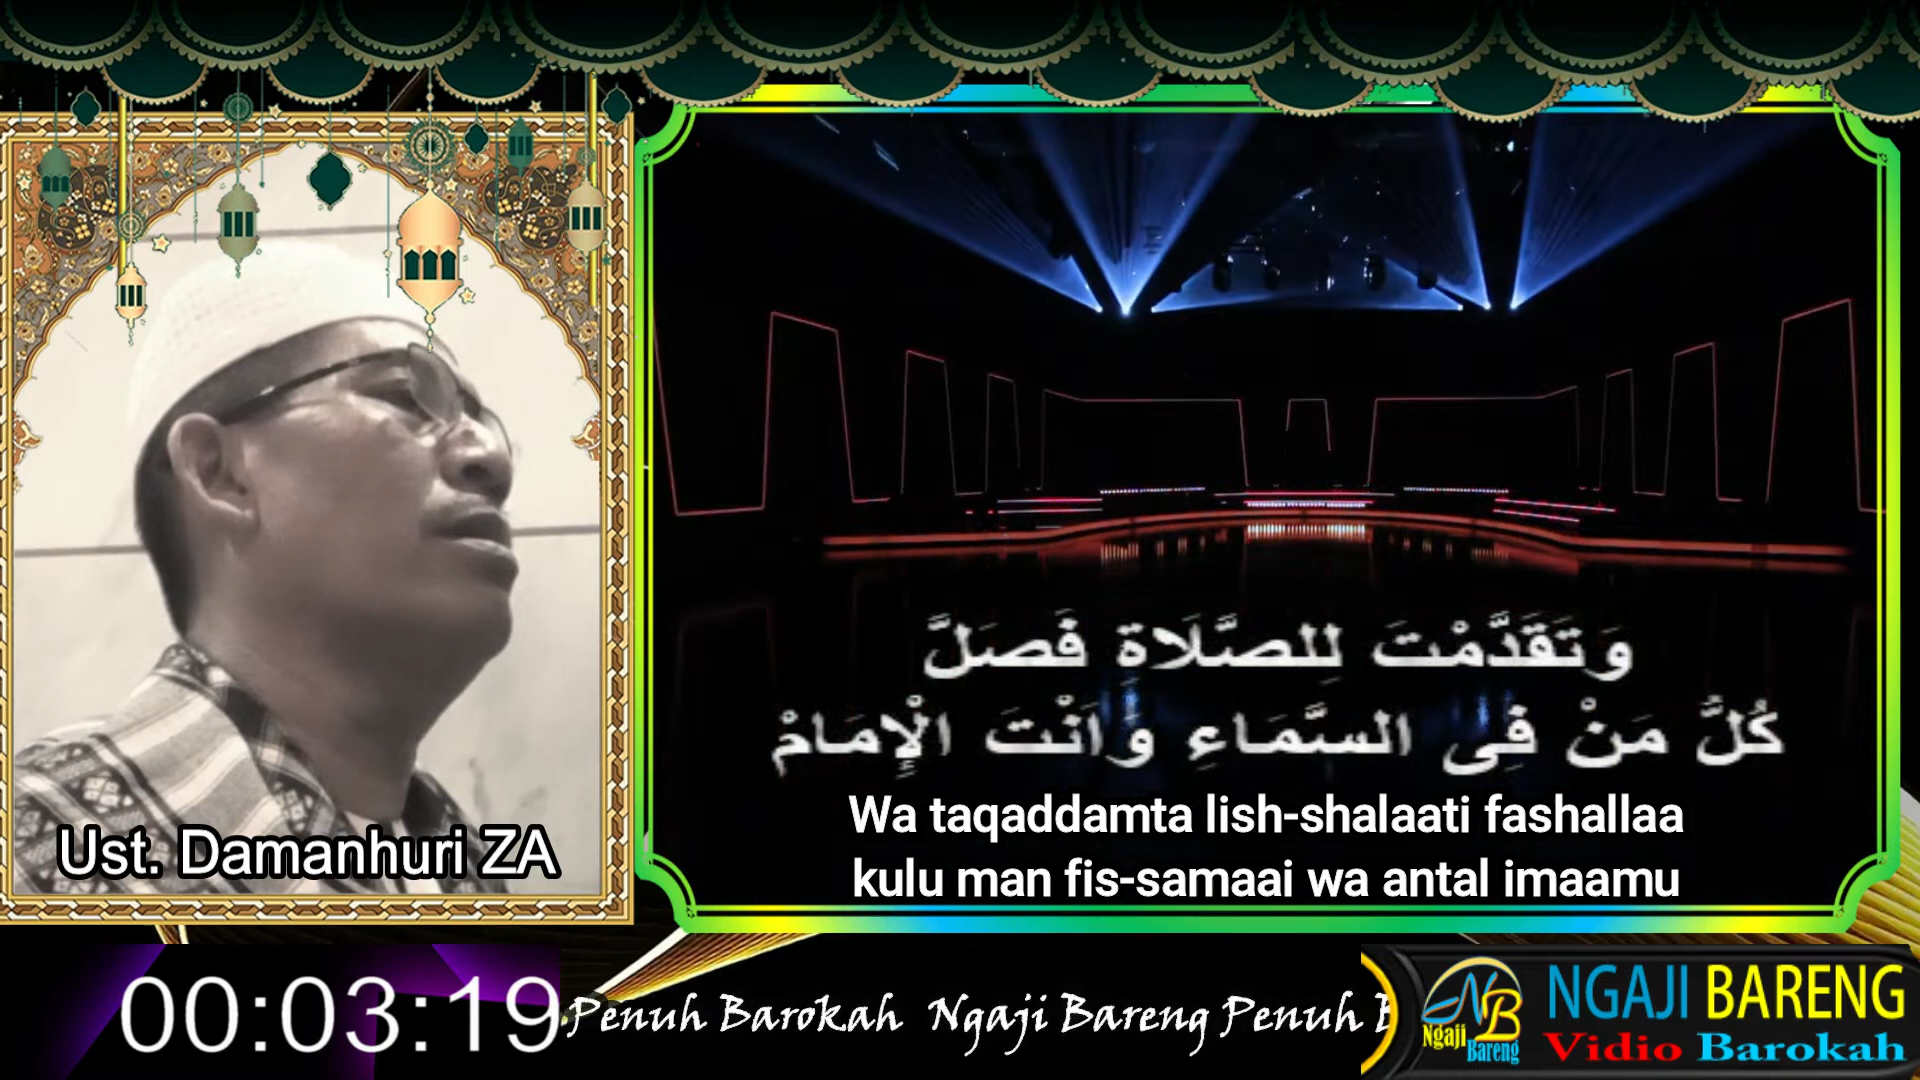 وَتَقَدَّمْتَ لِلصَّلَاةِ فَصَلَّ
كُلُّ مَنْ فِى السَّمَاءِ وَاَنْتَ الْاِمَامْ
Wa taqaddamta lish-shalaati fashallaa
kulu man fis-samaai wa antal imaamu
Ust. Damanhuri ZA
00:03:19
Penuh Barokah Ngaji Bareng Penuh B
NB
Ngaji
Bareng
NGAJI BARENG
Vidio Barokah